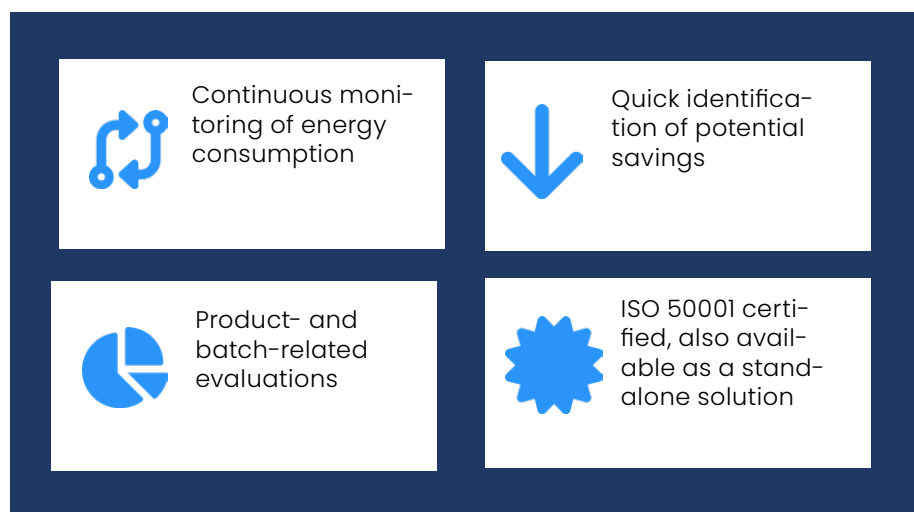 Continuous moni-
toring of energy
consumption
Quick identifica-
tion of potential
savings
Product- and
batch-related
evaluations
ISO 50001 certi-
fied, also avail-
able as a stand-
alone solution